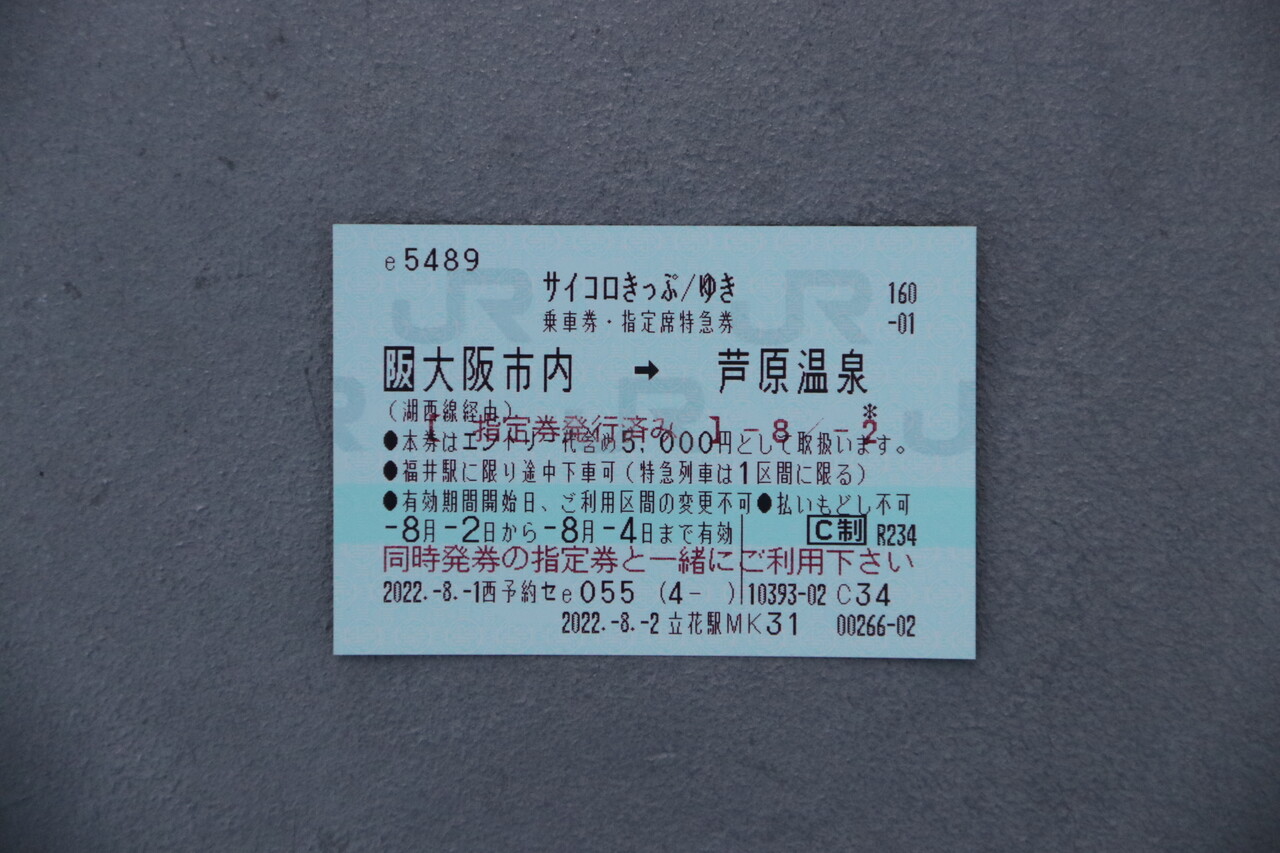 e5489
サイコロきっぷ/ゆき
160
乗車券・指定席特急券
-01
阪大阪市内 ➡ 芦原温泉
(湖西線経由)
*
[ 指定券発行済み ] -8/-2
●本券はエントリー代含め5,000円として取扱います。
●福井駅に限り途中下車可(特急列車は1区間に限る)
●有効期間開始日、ご利用区間の変更不可●払いもどし不可
-8月-2日から-8月-4日まで有効 C制 R234
同時発券の指定券と一緒にご利用下さい
2022.-8.-1西予約セe055 (4- ) 10393-02 C34
2022.-8.-2 立花駅MK31 00266-02
JR JR
JR JR JR